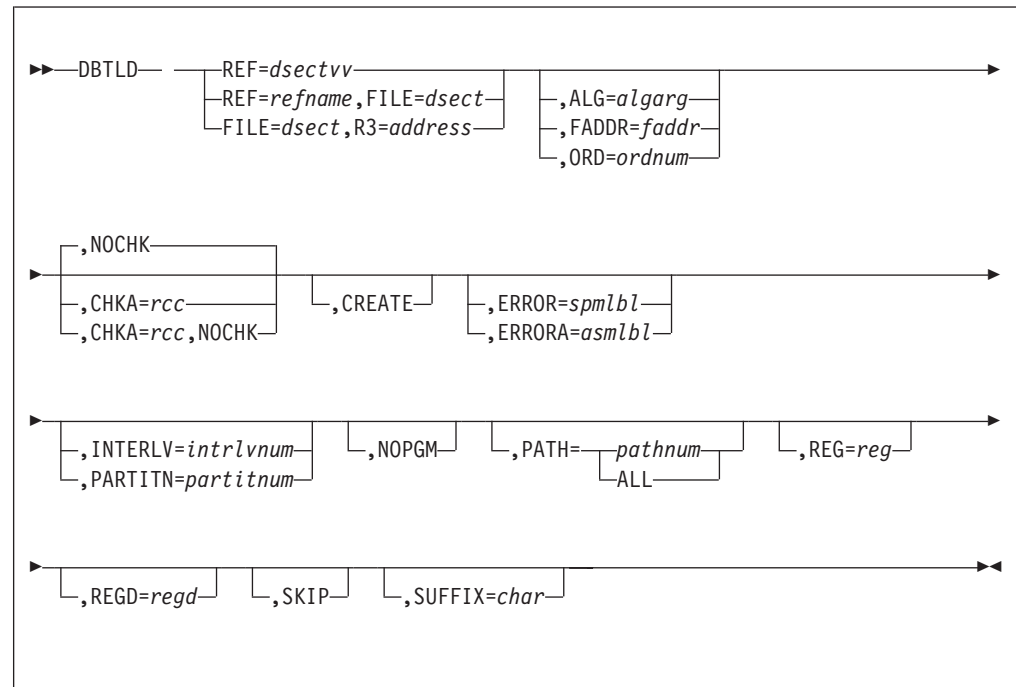 DBTLD REF=dsectvv ,ALG=algarg
REF=refname,FILE=dsect ,FADDR=faddr
FILE=dsect,R3=address ,ORD=ordnum
,NOCHK
,CHKA=rcc ,CREATE ,ERROR=spmlbl
,CHKA=rcc,NOCHK ,ERRORA=asmlbl
,INTERLV=intrlvnum ,NOPGM ,PATH= pathnum ,REG=reg
,PARTITN=partitnum ALL
,REGD=regd ,SKIP ,SUFFIX=char